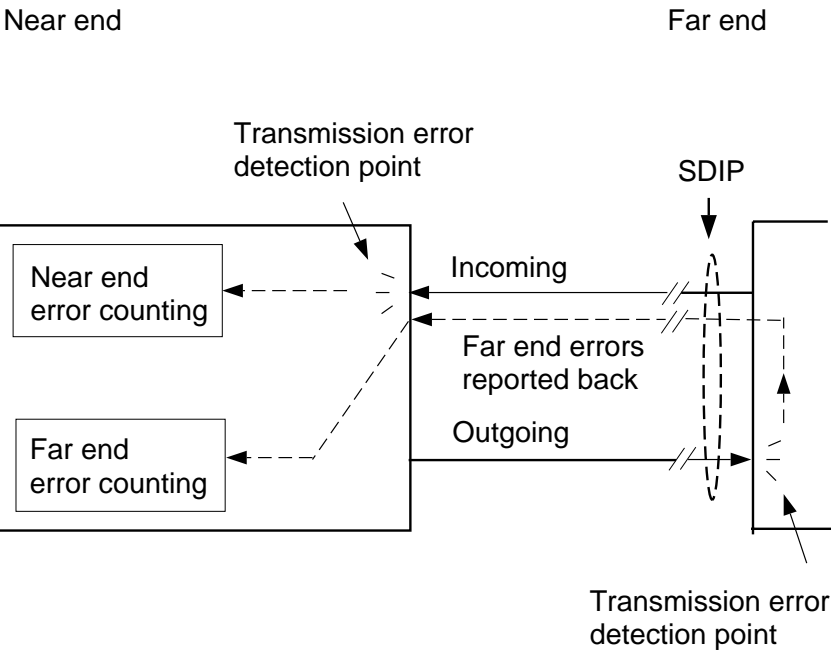 Near end
Far end
Transmission error
detection point
SDIP
Near end
error counting
Incoming
Far end errors
reported back
Far end
error counting
Outgoing
Transmission error
detection point